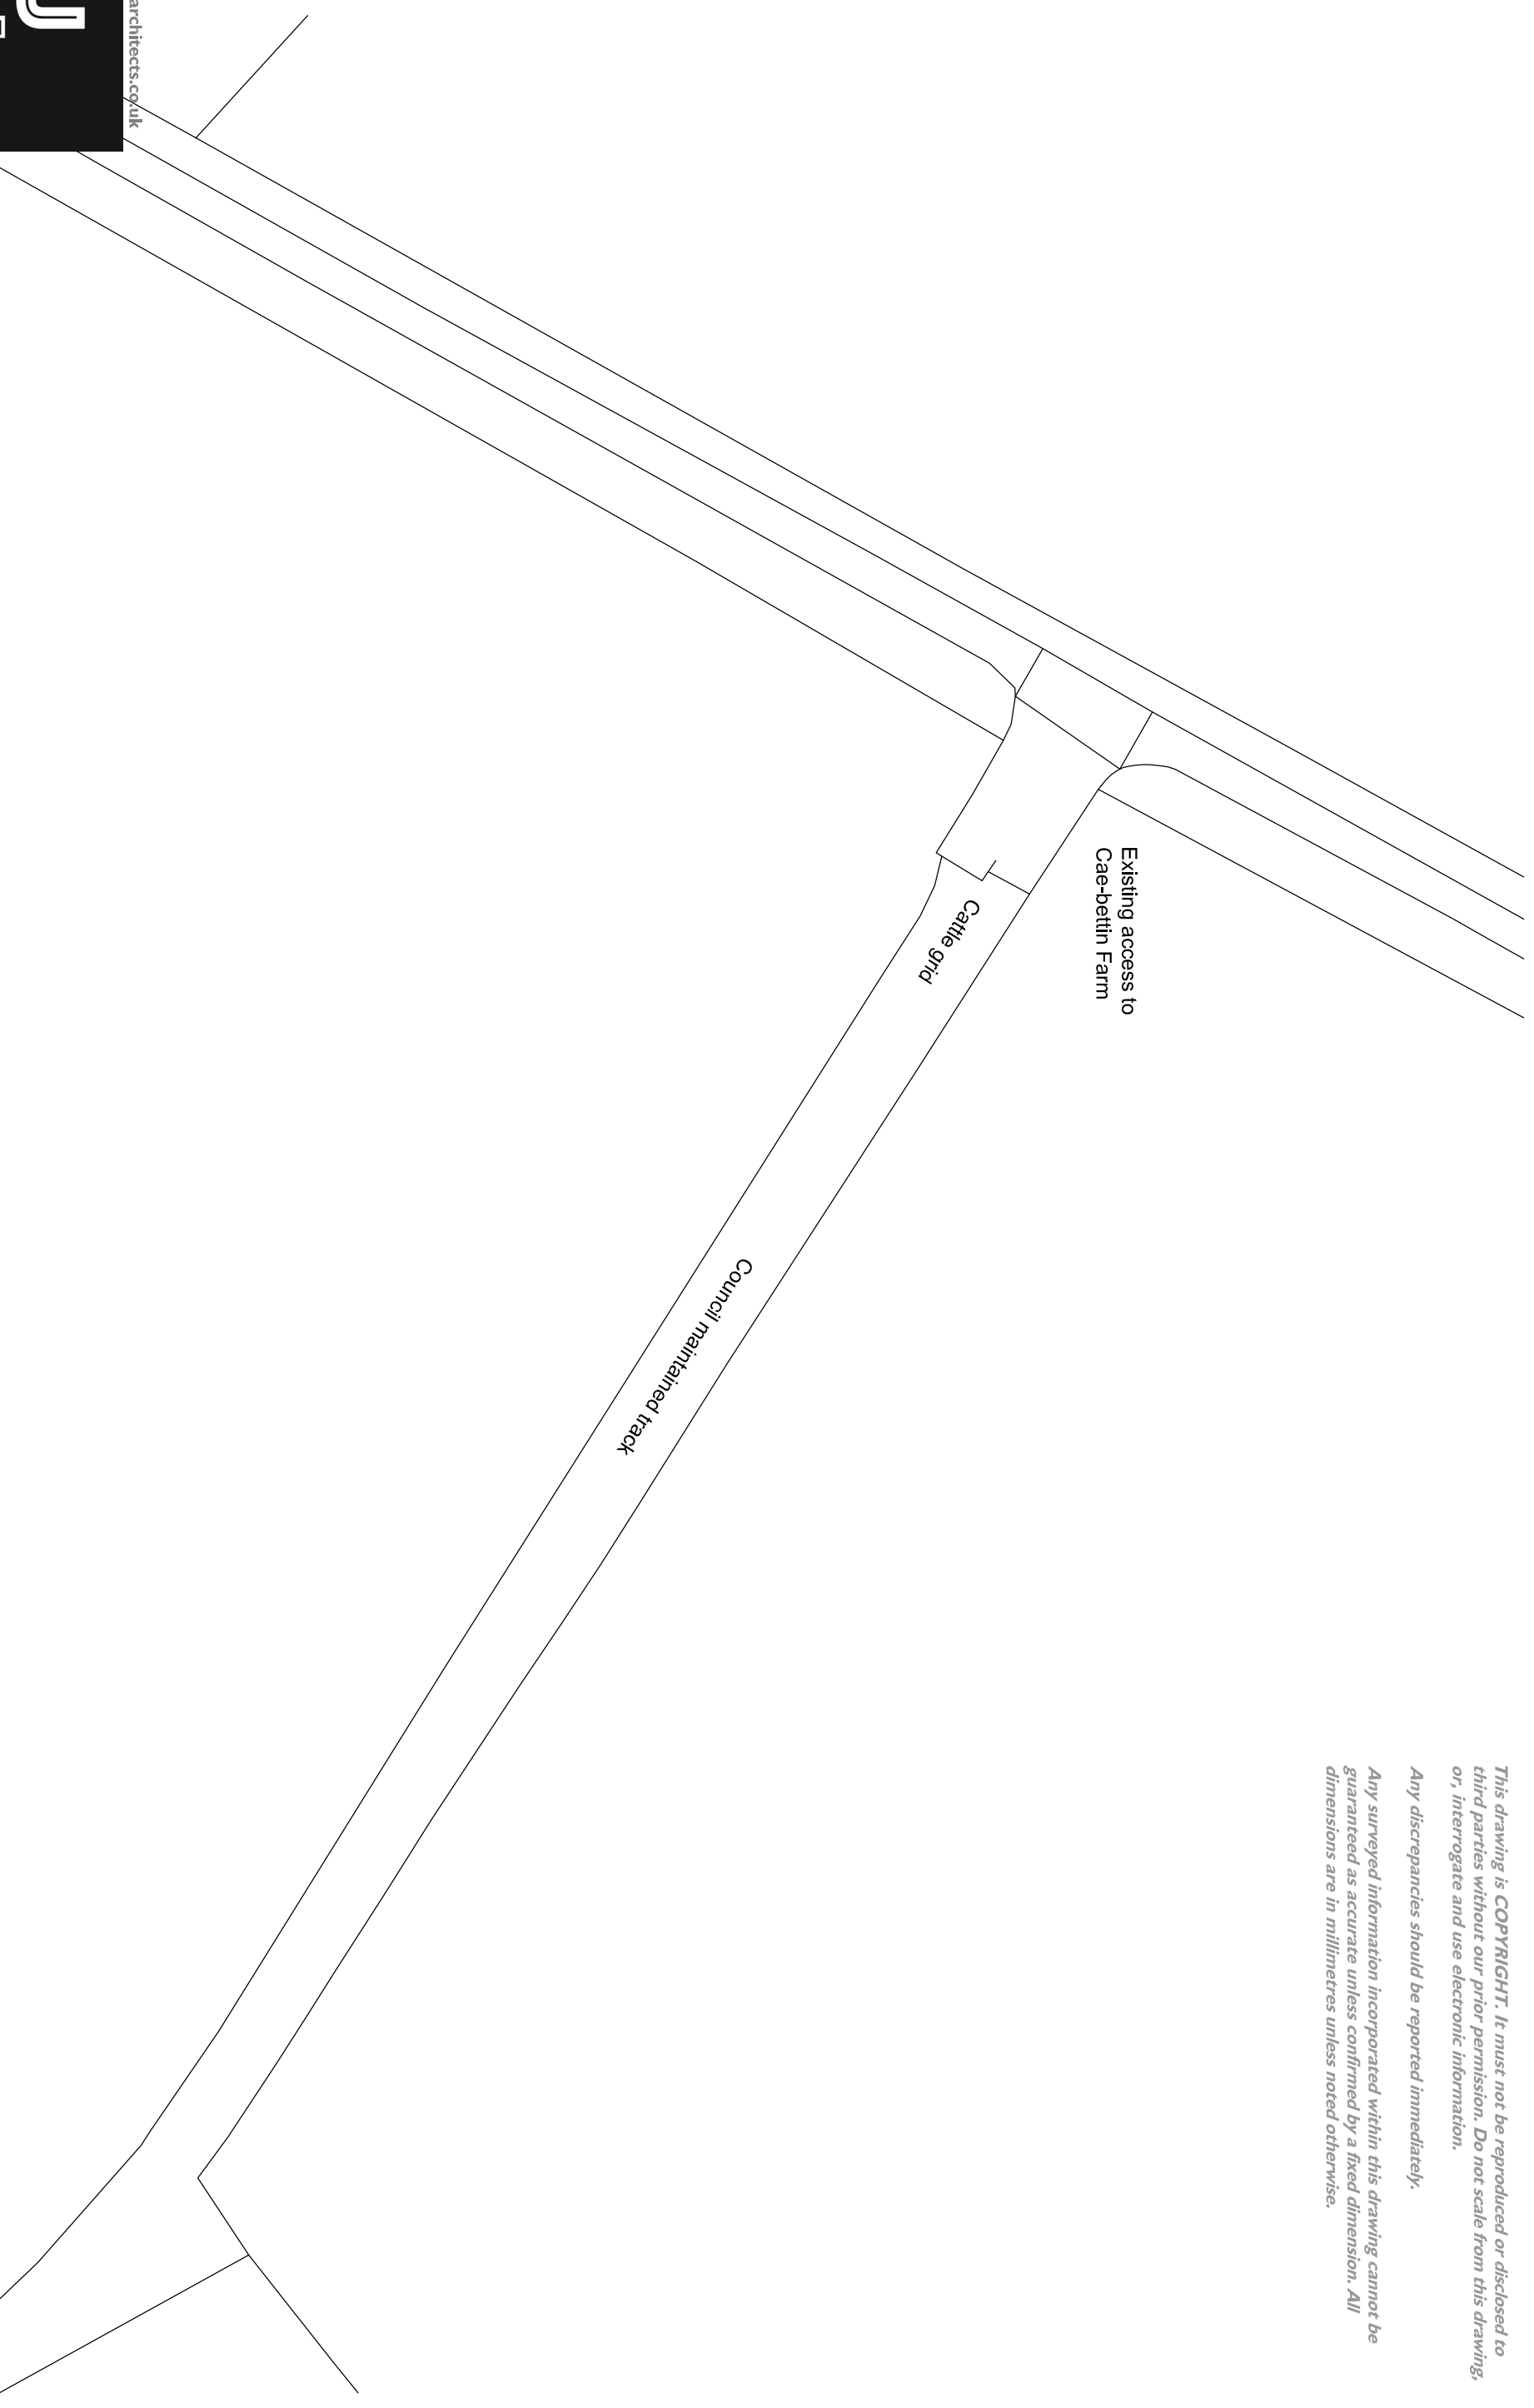 This drawing is COPYRIGHT. It must not be reproduced or disclosed to
third parties without our prior permission. Do not scale from this drawing,
or, interrogate and use electronic information.
Any discrepancies should be reported immediately.
Any surveyed information incorporated within this drawing cannot be
guaranteed as accurate unless confirmed by a fixed dimension. All
dimensions are in millimetres unless noted otherwise.
Existing access to
Cae-bettin Farm
Cattle grid
Council maintained track
architects.co.uk